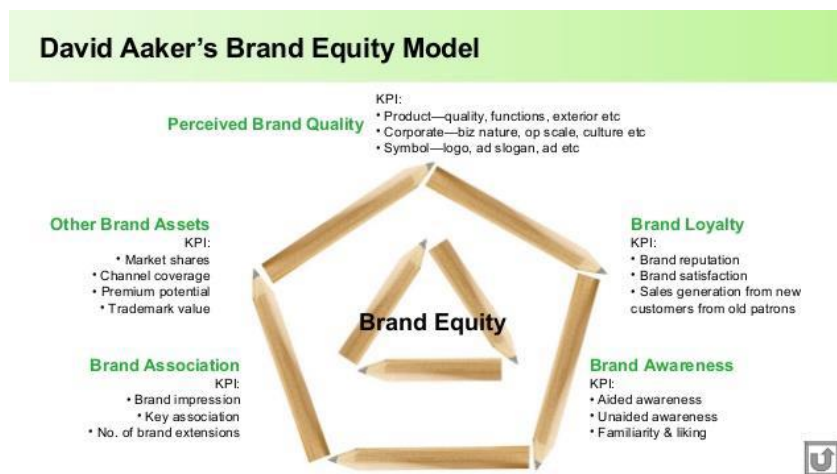 David Aaker's Brand Equity Model
Perceived Brand Quality
KPI:
• Product—quality, functions, exterior etc
• Corporate—biz nature, op scale, culture etc
• Symbol—logo, ad slogan, ad etc
Other Brand Assets
KPI:
• Market shares
• Channel coverage
• Premium potential
• Trademark value
Brand Loyalty
KPI:
• Brand reputation
• Brand satisfaction
• Sales generation from new
customers from old patrons
Brand Equity
Brand Association
KPI:
• Brand impression
• Key association
• No. of brand extensions
Brand Awareness
KPI:
• Aided awareness
• Unaided awareness
• Familiarity & liking